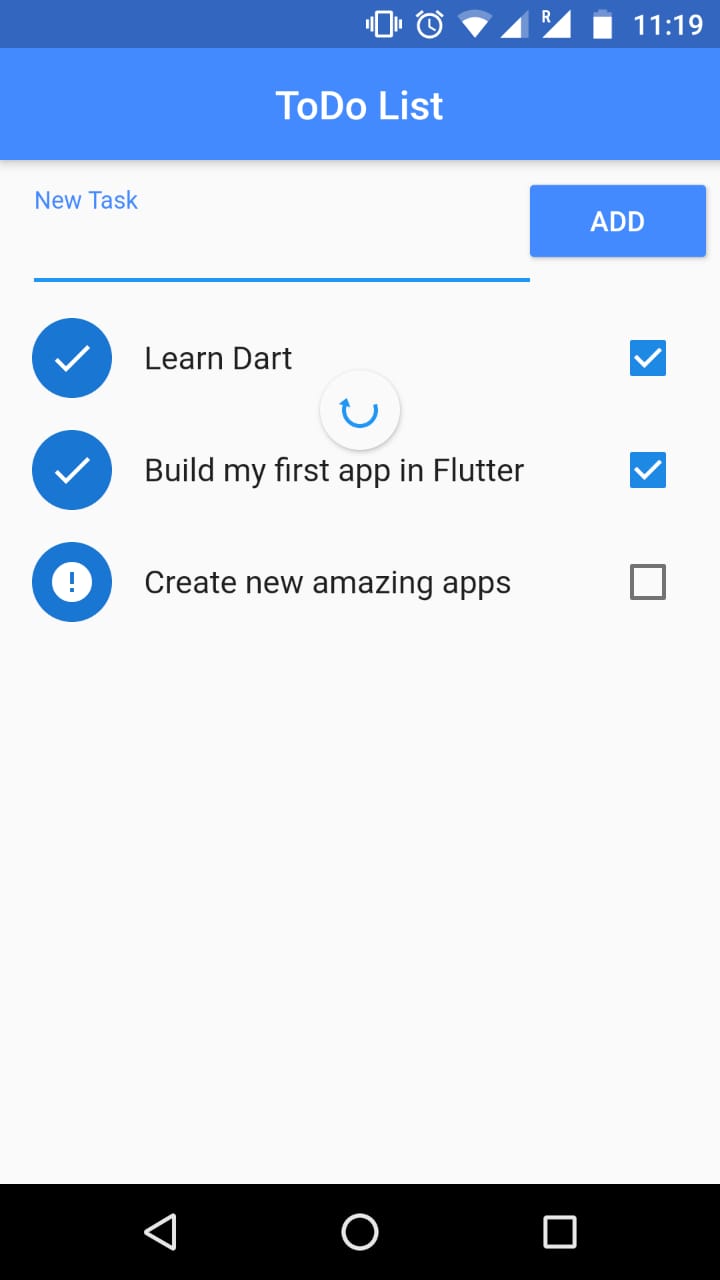 R 11:19
ToDo List
New Task
ADD
Learn Dart
Build my first app in Flutter
Create new amazing apps